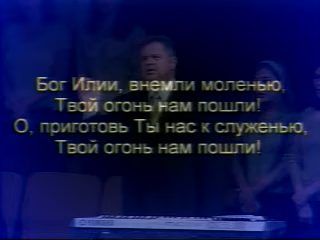 Бог Илии, внемли моленью,
Твой огонь нам пошли!
О, приготовь Ты нас к служенью,
Твой огонь нам пошли!